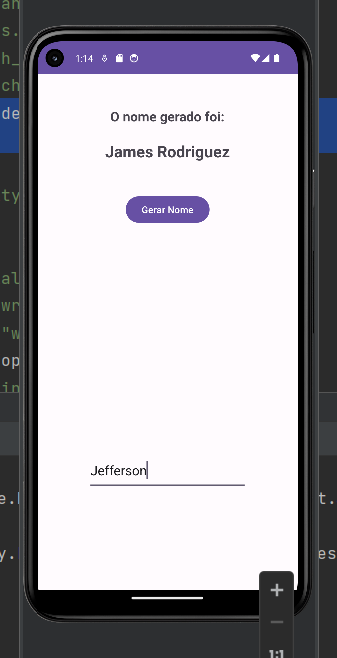 1:14
O nome gerado foi:
James Rodriguez
Gerar Nome
Jefferson
1:1